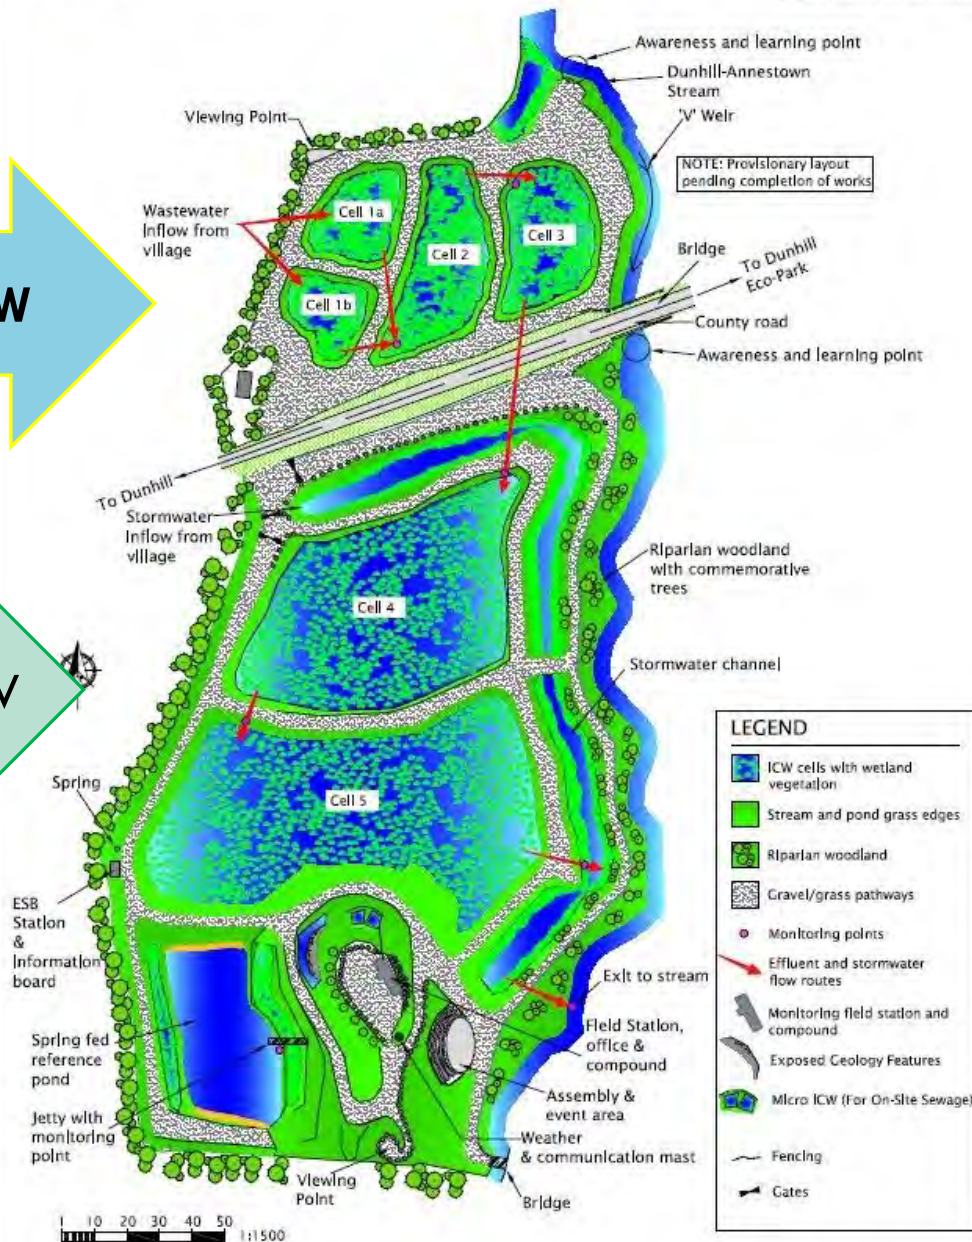 Awareness and learning point
Dunhill-Annestown
Stream
'V' Weir
Viewing Point
NOTE: Provisionary layout
pending completion of works
Wastewater
inflow from
village
Cell 1a
Cell 2
Cell 3
Cell 1b
W
Bridge
To Dunhill
Eco-Park
County road
Awareness and learning point
To Dunhill
Stormwater
inflow from
village
Riparian woodland
with commemorative
trees
Cell 4
Stormwater channel
Spring
Cell 5
ESB
Station
&
Information
board
Exit to stream
Field Station,
office &
compound
Spring fed
reference
pond
Assembly &
event area
Jetty with
monitoring
point
Weather
& communication mast
Viewing
Point
Bridge
1 10 20 30 40 50
1:1500
LEGEND
ICW cells with wetland
vegetation
Stream and pond grass edges
Riparian woodland
Gravel/grass pathways
Monitoring points
Effluent and stormwater
flow routes
Monitoring field station and
compound
Exposed Geology Features
Micro ICW (For On-Site Sewage)
Fencing
Gates